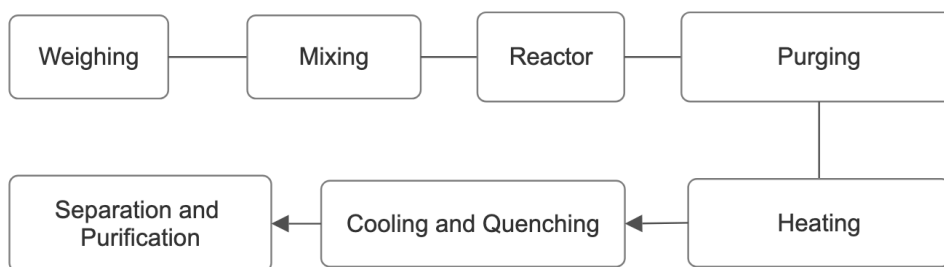 Weighing
Mixing
Reactor
Purging
Separation and
Purification
Cooling and Quenching
Heating